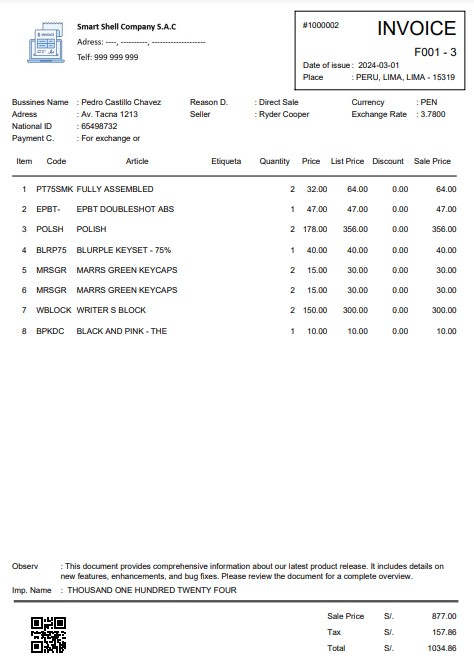 Smart Shell Company S.A.C
Adress: ----, ----------, --------------------
Telf: 999 999 999
#1000002 INVOICE
F001 - 3
Date of issue : 2024-03-01
Place : PERU, LIMA, LIMA - 15319
Bussines Name : Pedro Castillo Chavez Reason D. : Direct Sale Currency : PEN
Adress : Av. Tacna 1213 Seller : Ryder Cooper Exchange Rate : 3.7800
National ID : 65498732
Payment C. : For exchange or
Item Code Article Etiqueta Quantity Price List Price Discount Sale Price
1 PT75SMK FULLY ASSEMBLED 2 32.00 64.00 0.00 64.00
2 EPBT- EPBT DOUBLESHOT ABS 1 47.00 47.00 0.00 47.00
3 POLSH POLISH 2 178.00 356.00 0.00 356.00
4 BLRP75 BLURPLE KEYSET - 75% 1 40.00 40.00 0.00 40.00
5 MRSGR MARRS GREEN KEYCAPS 2 15.00 30.00 0.00 30.00
6 MRSGR MARRS GREEN KEYCAPS 2 15.00 30.00 0.00 30.00
7 WBLOCK WRITER S BLOCK 2 150.00 300.00 0.00 300.00
8 BPKDC BLACK AND PINK - THE 1 10.00 10.00 0.00 10.00
Observ : This document provides comprehensive information about our latest product release. It includes details on
new features, enhancements, and bug fixes. Please review the document for a complete overview.
Imp. Name : THOUSAND ONE HUNDRED TWENTY FOUR
Sale Price S/. 877.00
Tax S/. 157.86
Total S/. 1034.86